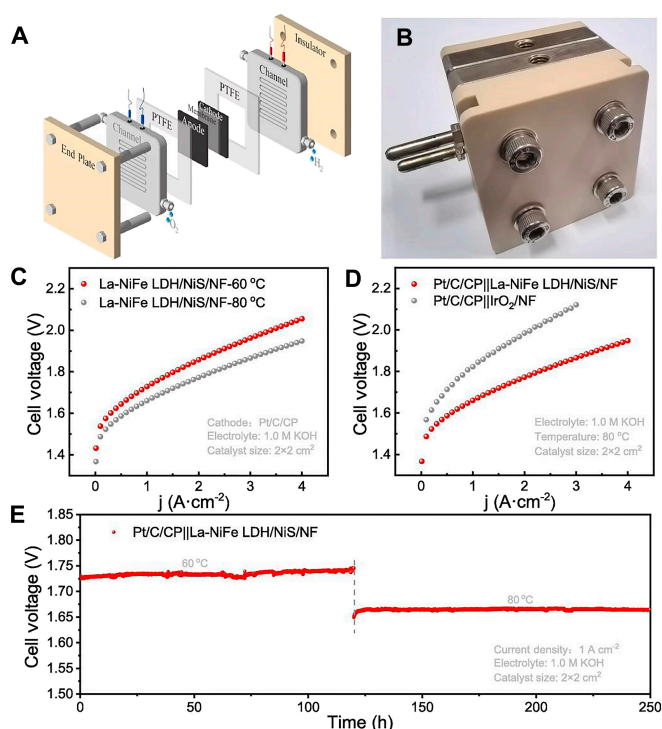 A
End Plate
Channel
O2
PTFE
Anode
Membrane
Cathode
PTFE
Channel
H2
Insulator
B
C
Cell voltage (V)
2.2
2.0
1.8
1.6
1.4
La-NiFe LDH/NiS/NF-60 °C
La-NiFe LDH/NiS/NF-80 °C
Cathode: Pt/C/CP
Electrolyte: 1.0 M KOH
Catalyst size: 2×2 cm²
0 1 2 3 4
j (A·cm⁻²)
D
Cell voltage (V)
2.2
2.0
1.8
1.6
1.4
Pt/C/CP||La-NiFe LDH/NiS/NF
Pt/C/CP||IrO₂/NF
Electrolyte: 1.0 M KOH
Temperature: 80 °C
Catalyst size: 2×2 cm²
0 1 2 3 4
j (A·cm⁻²)
E
Cell voltage (V)
1.85
1.80
1.75
1.70
1.65
1.60
1.55
1.50
Pt/C/CP||La-NiFe LDH/NiS/NF
60 °C
80 °C
Current density: 1 A cm⁻²
Electrolyte: 1.0 M KOH
Catalyst size: 2×2 cm²
0 50 100 150 200 250
Time (h)